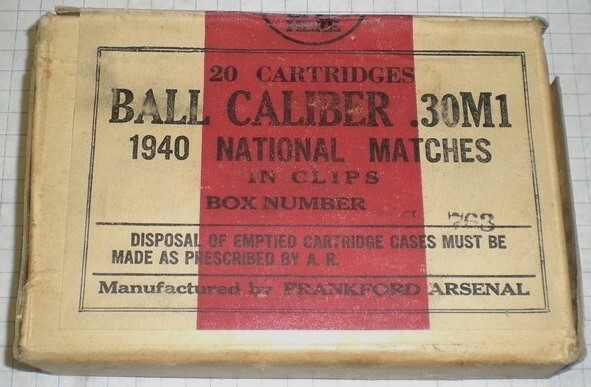 20 CARTRIDGES
BALL CALIBER .30M1
1940 NATIONAL MATCHES
IN CLIPS
BOX NUMBER 763
DISPOSAL OF EMPTIED CARTRIDGE CASES MUST BE
MADE AS PRESCRIBED BY A. R.
Manufactured by FRANKFORD ARSENAL